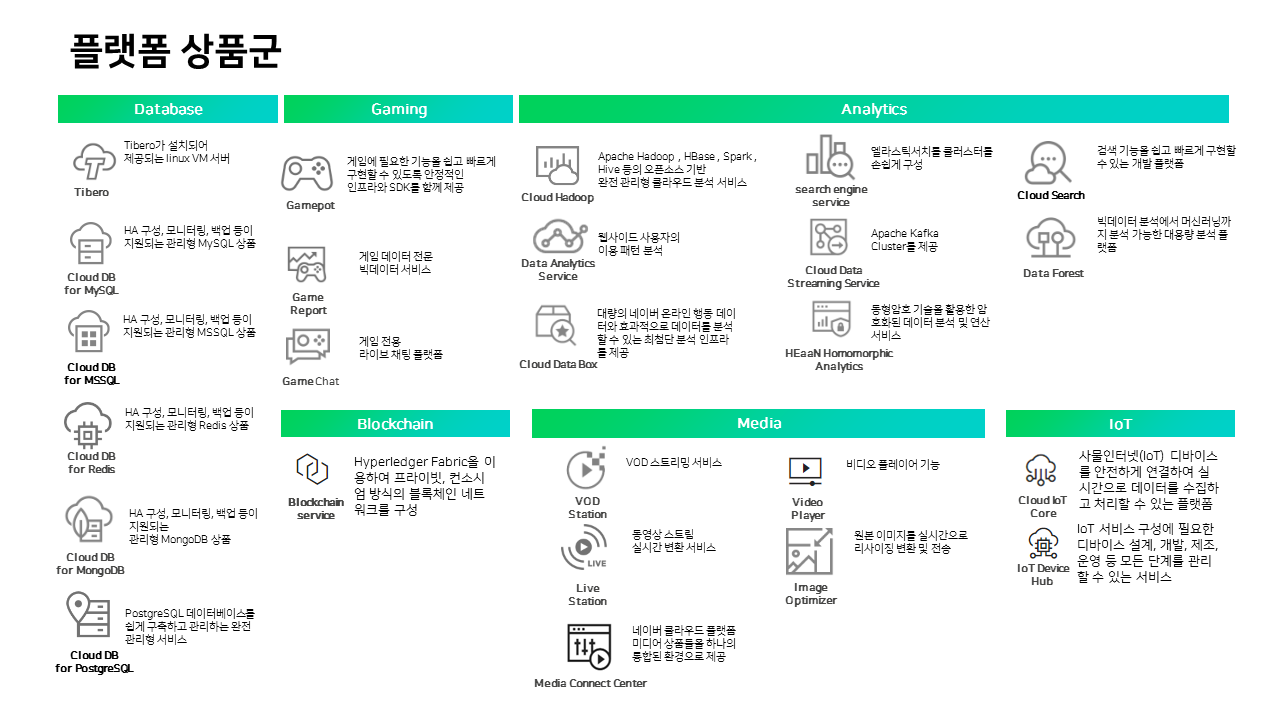 플랫폼 상품군
Database
Tibero가 설치되어
제공되는 linux VM 서버
Tibero
HA 구성, 모니터링, 백업 등이
지원되는 관리형 MySQL 상품
Cloud DB
for MySQL
HA 구성, 모니터링, 백업 등이
지원되는 관리형 MSSQL 상품
Cloud DB
for MSSQL
HA 구성, 모니터링, 백업 등이
지원되는 관리형 Redis 상품
Cloud DB
for Redis
HA 구성, 모니터링, 백업 등이
지원되는
관리형 MongoDB 상품
Cloud DB
for MongoDB
PostgreSQL 데이터베이스를
쉽게 구축하고 관리하는 완전
관리형 서비스
Cloud DB
for PostgreSQL
Gaming
게임에 필요한 기능을 쉽고 빠르게
구현할 수 있도록 안정적인
인프라와 SDK를 함께 제공
Gamepot
게임 데이터 전문
빅데이터 서비스
Game
Report
게임 전용
라이브 채팅 플랫폼
Game Chat
Analytics
Apache Hadoop , HBase , Spark ,
Hive 등의 오픈소스 기반
완전 관리형 클라우드 분석 서비스
Cloud Hadoop
웹사이드 사용자의
이용 패턴 분석
Data Analytics
Service
대량의 네이버 온라인 행동 데이
터와 효과적으로 데이터를 분석
할 수 있는 최첨단 분석 인프라
를 제공
Cloud Data Box
엘라스틱서치를 클러스터를
손쉽게 구성
search engine
service
Apache Kafka
Cluster를 제공
Cloud Data
Streaming Service
동형암호 기술을 활용한 암
호화된 데이터 분석 및 연산
서비스
HEaaN Homomorphic
Analytics
검색 기능을 쉽고 빠르게 구현할
수 있는 개발 플랫폼
Cloud Search
빅데이터 분석에서 머신러닝까
지 분석 가능한 대용량 분석 플
랫폼
Data Forest
Blockchain
Hyperledger Fabric을 이
용하여 프라이빗, 컨소시
엄 방식의 블록체인 네트
워크를 구성
Blockchain
service
Media
VOD 스트리밍 서비스
VOD
Station
동영상 스트림
실시간 변환 서비스
LIVE
Live
Station
네이버 클라우드 플랫폼
미디어 상품들을 하나의
통합된 환경으로 제공
Media Connect Center
비디오 플레이어 기능
Video
Player
원본 이미지를 실시간으로
리사이징 변환 및 전송
Image
Optimizer
IoT
사물인터넷(IoT) 디바이스
를 안전하게 연결하여 실
시간으로 데이터를 수집하
고 처리할 수 있는 플랫폼
Cloud IoT
Core
IoT 서비스 구성에 필요한
디바이스 설계, 개발, 제조,
운영 등 모든 단계를 관리
할 수 있는 서비스
IoT Device
Hub